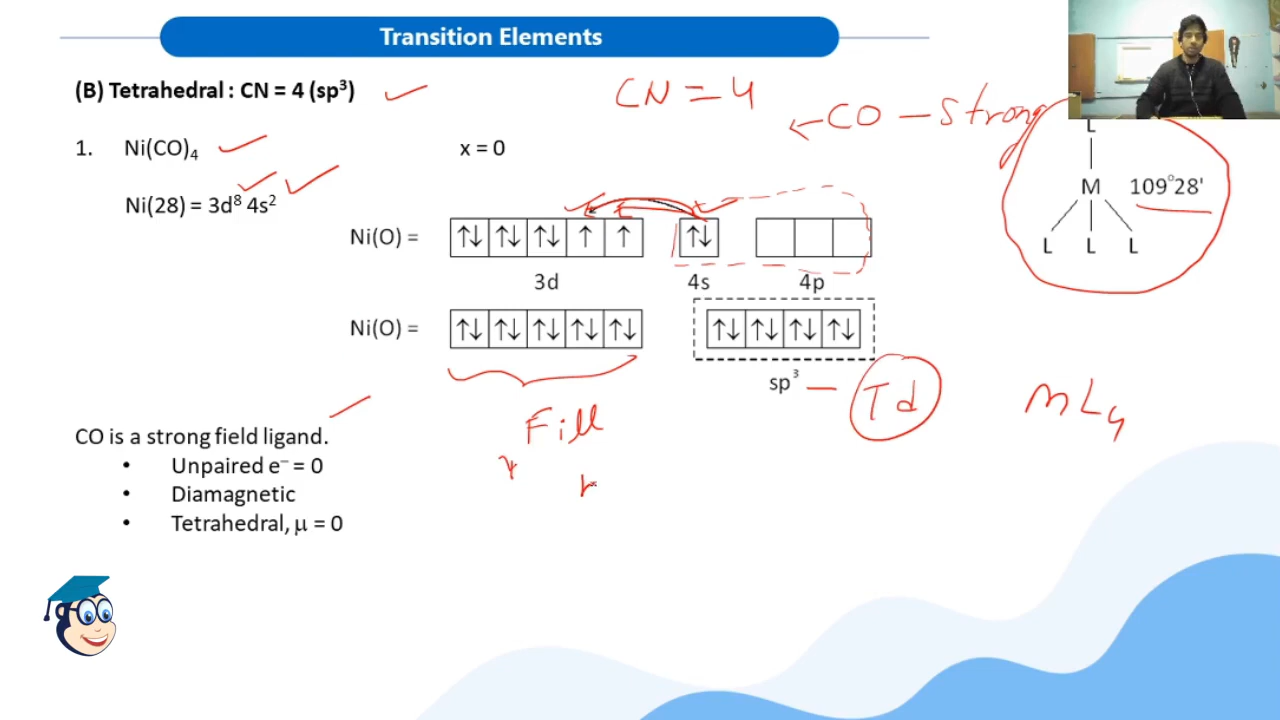 Transition Elements
(B) Tetrahedral : CN = 4 (sp³)
CN = 4
← CO — Strong
1. Ni(CO)₄
x = 0
L
M 109°28'
L L L
Ni(28) = 3d⁸ 4s²
Ni(O) = ↑↓ ↑↓ ↑↓ ↑ ↑ ↑↓
3d 4s 4p
Ni(O) = ↑↓ ↑↓ ↑↓ ↑↓ ↑↓ ↑↓ ↑↓ ↑↓ ↑↓
sp³ — Td
mL₄
Fill
CO is a strong field ligand.
• Unpaired e⁻ = 0
• Diamagnetic
• Tetrahedral, μ = 0